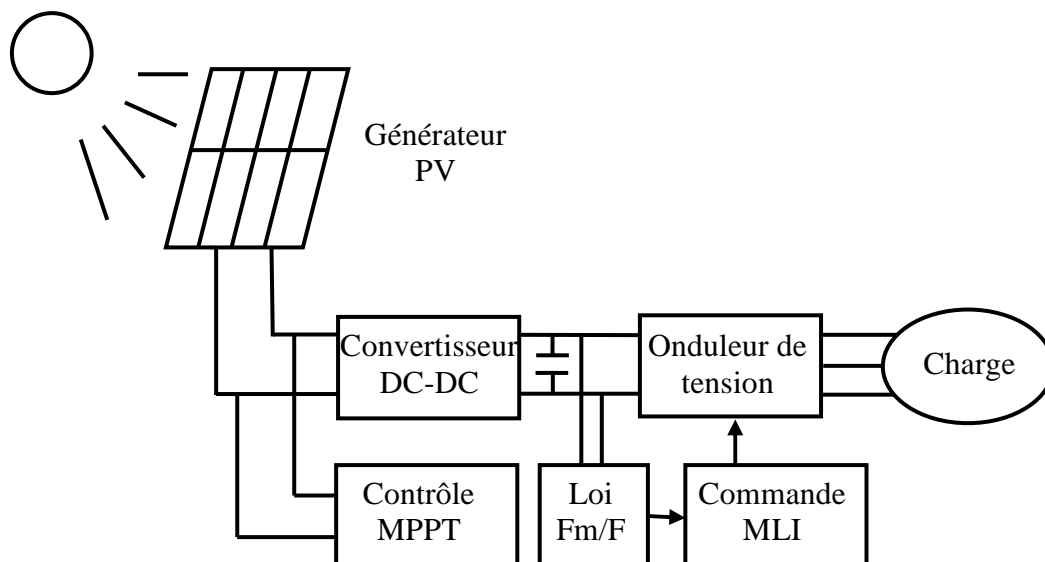 Générateur
PV
Convertisseur
DC-DC
Onduleur de
tension
Charge
Contrôle
MPPT
Loi
Fm/F
Commande
MLI